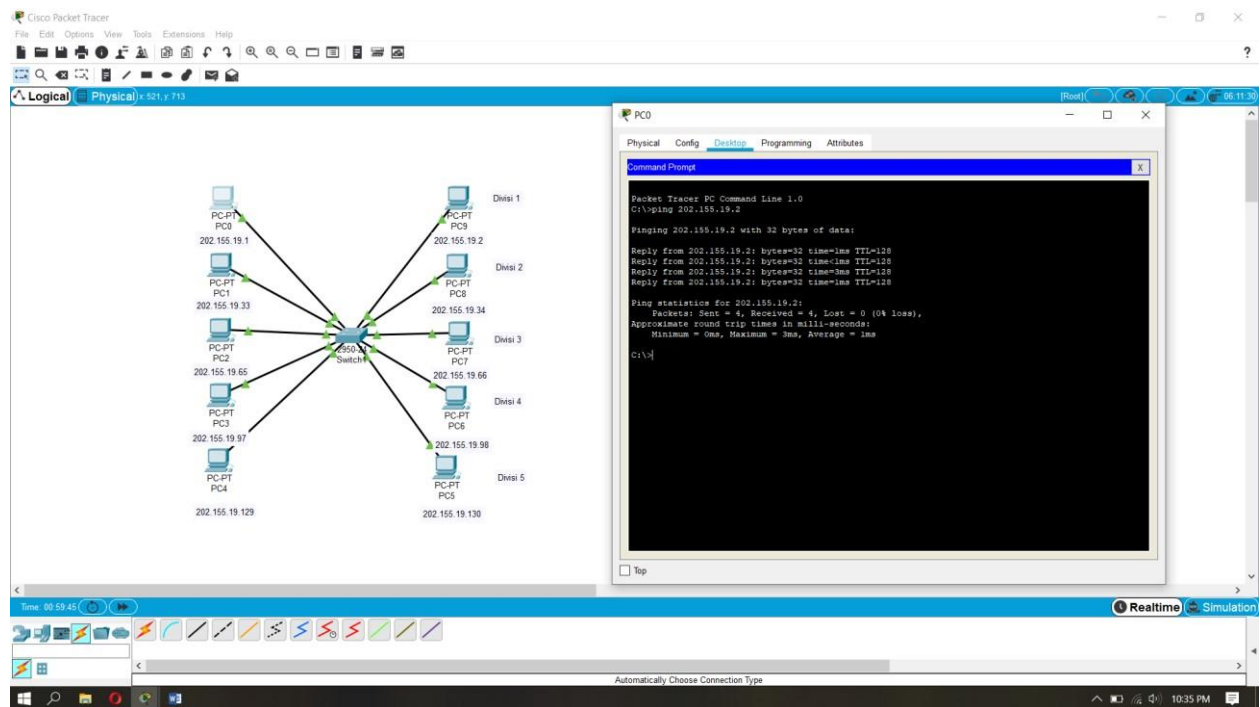 Cisco Packet Tracer
File Edit Options View Tools Extensions Help
?
Logical Physical x: 521, y: 713
[Root]
06:11:30
PC0
Physical Config Desktop Programming Attributes
Command Prompt
X
Packet Tracer PC Command Line 1.0
C:\>ping 202.155.19.2
Pinging 202.155.19.2 with 32 bytes of data:
Reply from 202.155.19.2: bytes=32 time=1ms TTL=128
Reply from 202.155.19.2: bytes=32 time<1ms TTL=128
Reply from 202.155.19.2: bytes=32 time=3ms TTL=128
Reply from 202.155.19.2: bytes=32 time=1ms TTL=128
Ping statistics for 202.155.19.2:
Packets: Sent = 4, Received = 4, Lost = 0 (0% loss),
Approximate round trip times in milli-seconds:
Minimum = 0ms, Maximum = 3ms, Average = 1ms
C:\>
Top
PC-PT
PC0
202.155.19.1
PC-PT
PC9
202.155.19.2
Divisi 1
PC-PT
PC1
202.155.19.33
PC-PT
PC8
202.155.19.34
Divisi 2
PC-PT
PC2
202.155.19.65
2950-24
Switch1
PC-PT
PC7
202.155.19.66
Divisi 3
PC-PT
PC3
202.155.19.97
PC-PT
PC6
202.155.19.98
Divisi 4
PC-PT
PC4
202.155.19.129
PC-PT
PC5
202.155.19.130
Divisi 5
Time: 00:59:45
Realtime Simulation
Automatically Choose Connection Type
10:35 PM